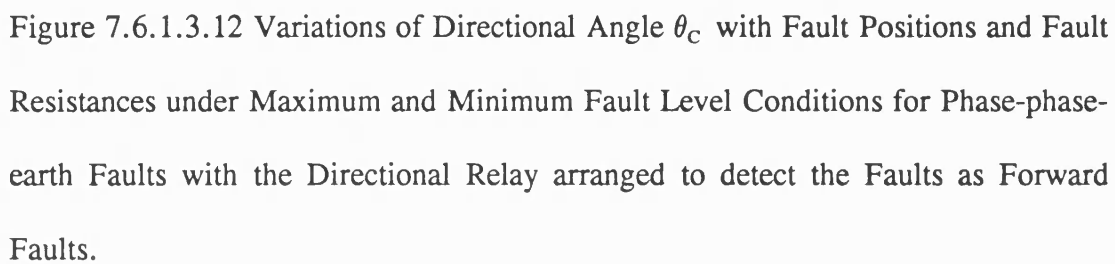 Figure 7.6.1.3.12 Variations of Directional Angle θC with Fault Positions and Fault
Resistances under Maximum and Minimum Fault Level Conditions for Phase-phase-
earth Faults with the Directional Relay arranged to detect the Faults as Forward
Faults.